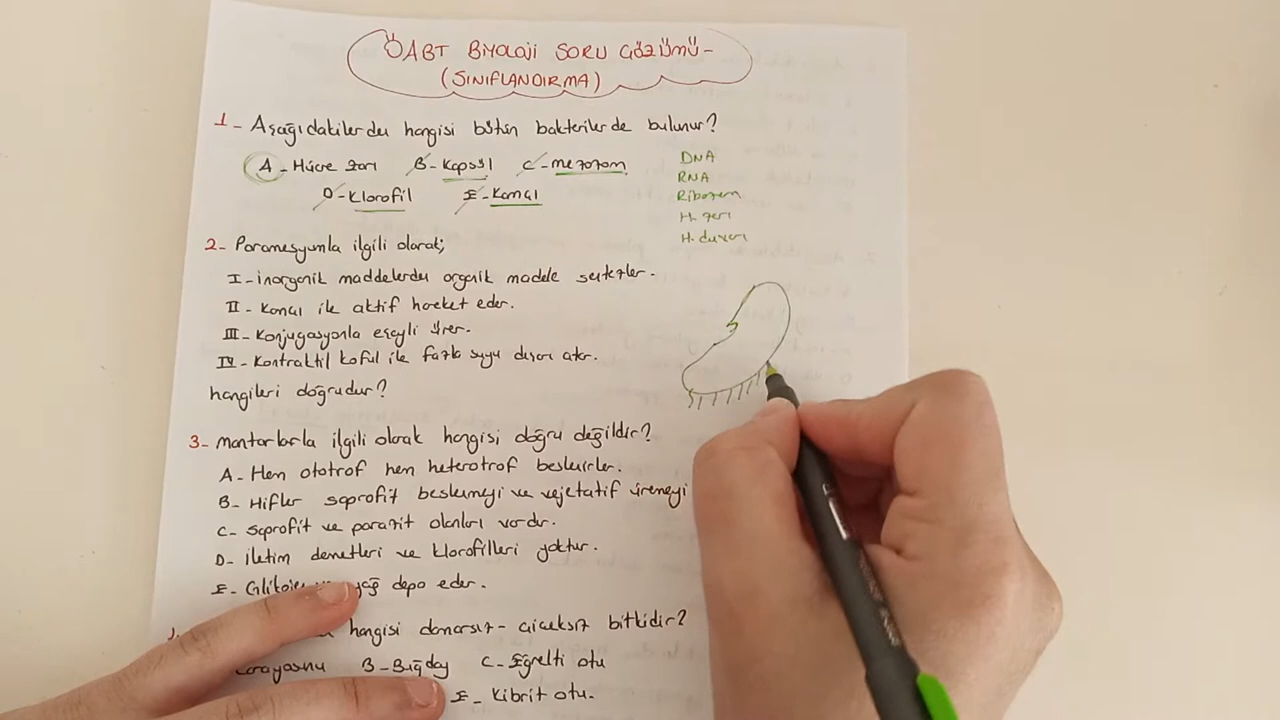 ÖABT BİYOLOJİ SORU ÇÖZÜMÜ-
(SINIFLANDIRMA)
1- Aşağıdakilerden hangisi bütün bakterilerde bulunur?
A- Hücre zarı B- Kapsül C- mezozom
D- Klorofil E- Kamçı
DNA
RNA
Ribozom
H. zarı
H. duvarı
2- Paramesyumla ilgili olarak;
I- İnorganik maddelerden organik madde sentezler.
II- Kamçı ile aktif hareket eder.
III- Konjugasyonla eşeyli ürer.
IV- Kontraktil koful ile fazla suyu dışarı atar.
hangileri doğrudur?
3- Mantarlarla ilgili olarak hangisi doğru değildir?
A- Hem ototrof hem heterotrof beslenirler.
B- Hifler saprofit beslenmeyi ve vejetatif üremeyi
C- Saprofit ve parazit olanları vardır.
D- İletim demetleri ve klorofilleri yoktur.
E- yağ depo eder.
hangisi damarsız- çiçeksiz bitkidir?
B- Buğday C- Eğrelti otu
E- Kibrit otu.